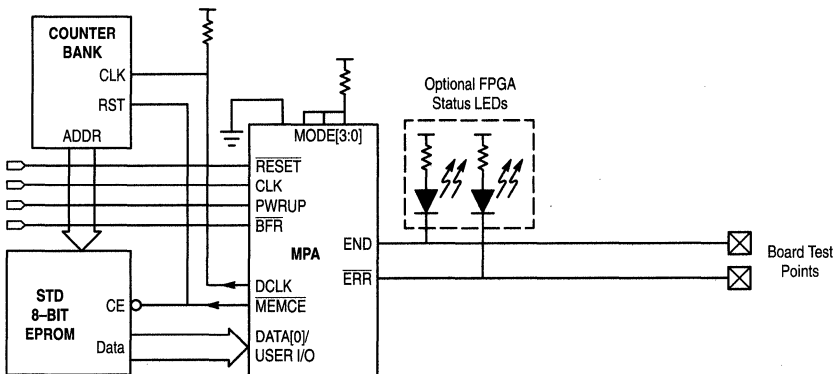 COUNTER
BANK
CLK
RST
ADDR
Optional FPGA
Status LEDs
MODE[3:0]
RESET
CLK
PWRUP
BFR
MPA
END
ERR
Board Test
Points
DCLK
MEMCE
STD
8–BIT
EPROM
CE
Data
DATA[0]/
USER I/O